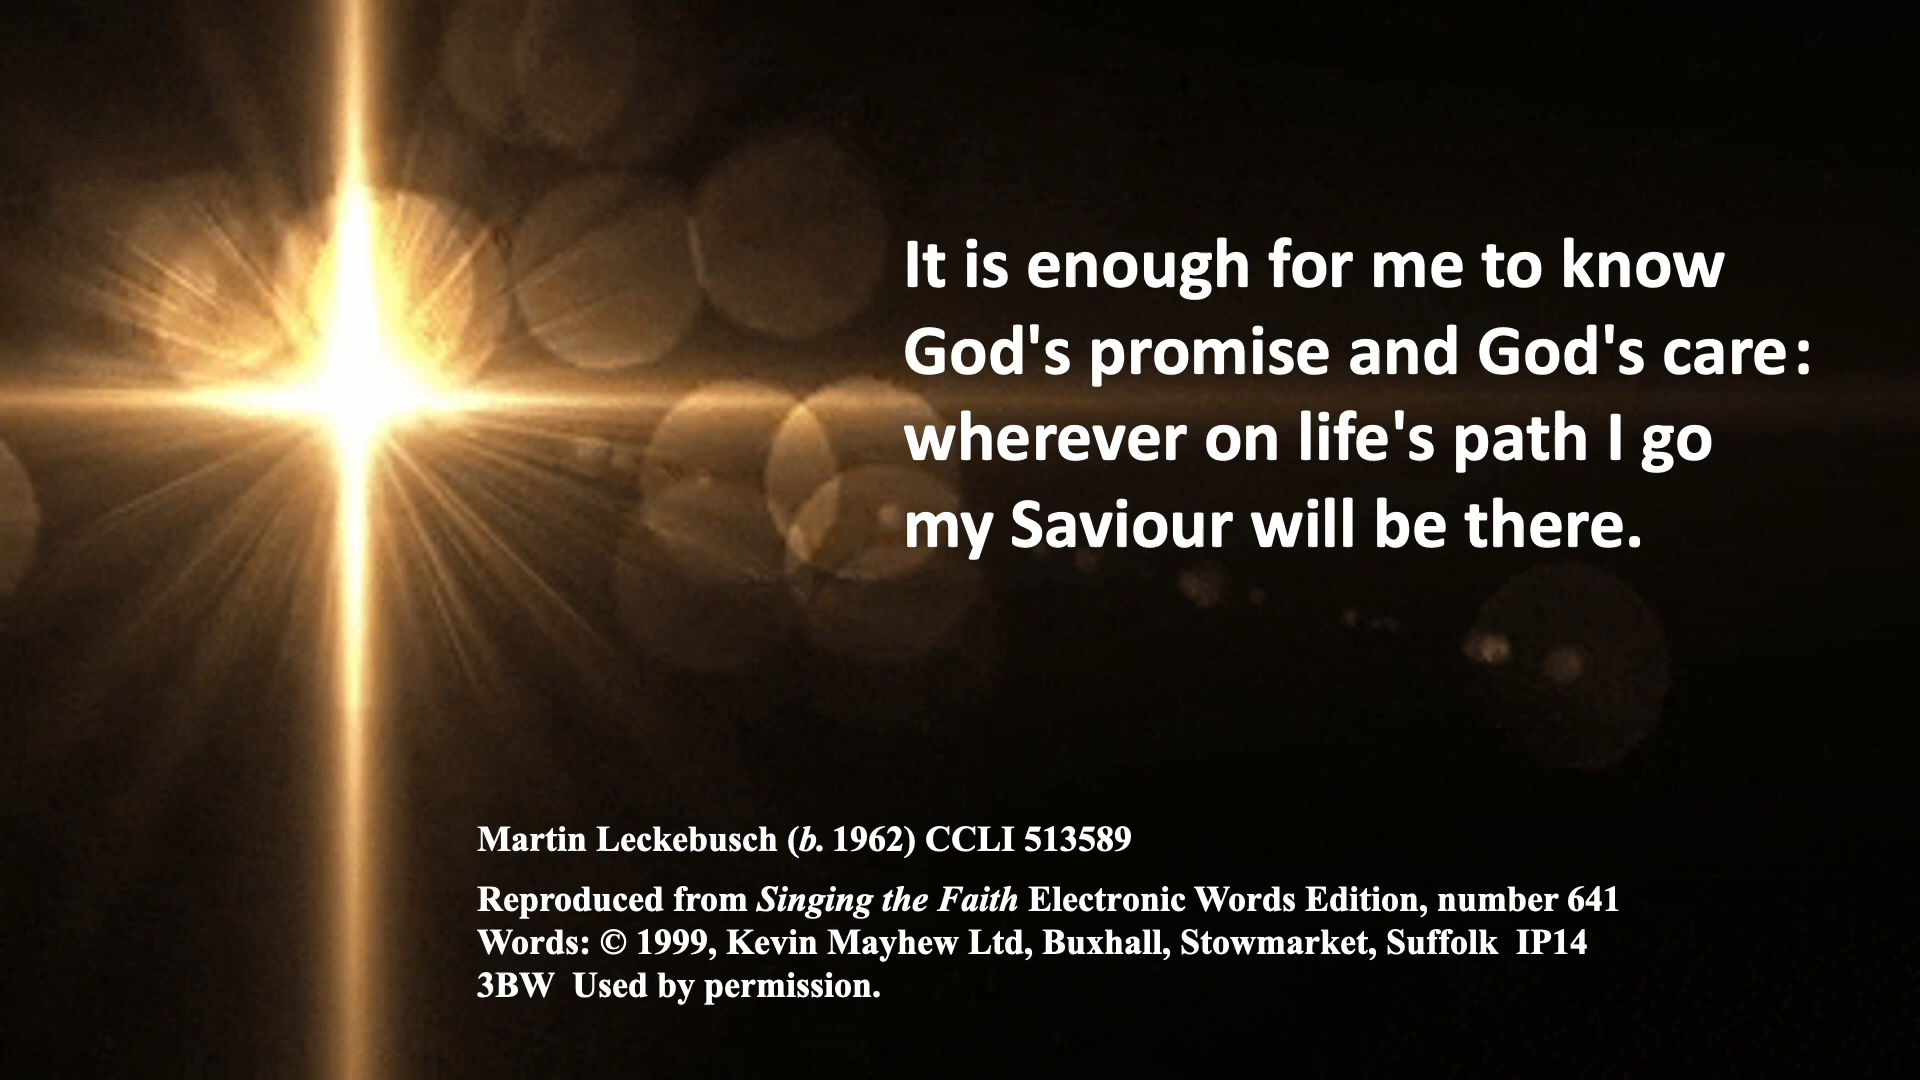 It is enough for me to know
God's promise and God's care:
wherever on life's path I go
my Saviour will be there.
Martin Leckebusch (b. 1962) CCLI 513589
Reproduced from Singing the Faith Electronic Words Edition, number 641
Words: © 1999, Kevin Mayhew Ltd, Buxhall, Stowmarket, Suffolk  IP14
3BW  Used by permission.